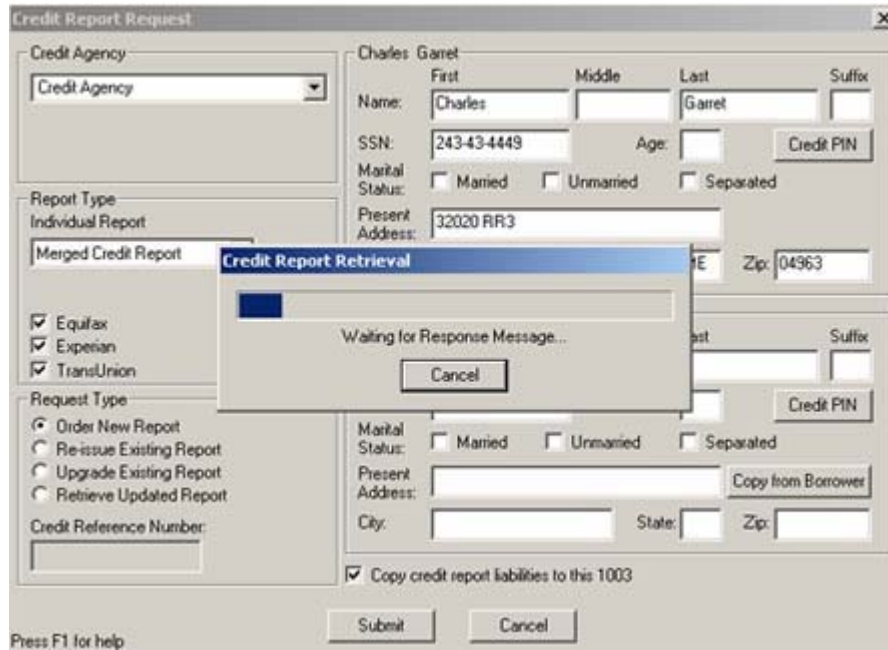 Credit Report Request
Credit Agency
Credit Agency
Report Type
Individual Report
Merged Credit Report
Equifax
Experian
TransUnion
Request Type
Order New Report
Re-issue Existing Report
Upgrade Existing Report
Retrieve Updated Report
Credit Reference Number:
Press F1 for help
Charles Garret
First Middle Last Suffix
Name: Charles Garret
SSN: 243-43-4449 Age: Credit PIN
Marital Status: Married Unmarried Separated
Present Address: 32020 RR3
Zip: 04963
Credit Report Retrieval
Waiting for Response Message...
Cancel
Suffix
Credit PIN
Marital Status: Married Unmarried Separated
Present Address: Copy from Borrower
City: State: Zip:
Copy credit report liabilities to this 1003
Submit Cancel